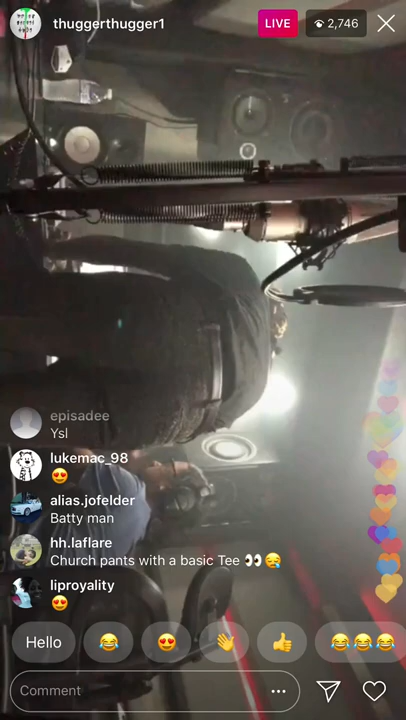 thuggerthugger1
LIVE
2,746
episadee
Ysl
lukemac_98
😍
alias.jofelder
Batty man
hh.laflare
Church pants with a basic Tee 👀😪
liproyality
😍
Hello 😂 😍 👋 👍 😂😂😂
Comment